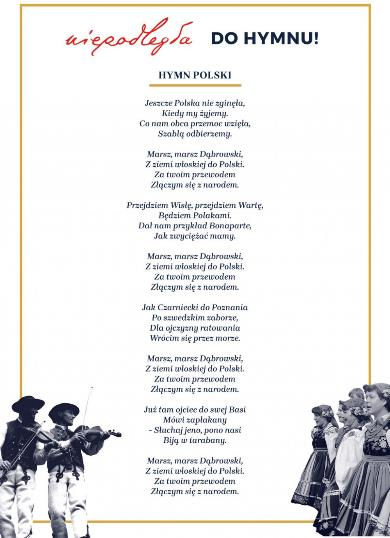 niepodległa DO HYMNU!
HYMN POLSKI
Jeszcze Polska nie zginęła,
Kiedy my żyjemy.
Co nam obca przemoc wzięła,
Szablą odbierzemy.
Marsz, marsz Dąbrowski,
Z ziemi włoskiej do Polski.
Za twoim przewodem
Złączym się z narodem.
Przejdziem Wisłę, przejdziem Wartę,
Będziem Polakami.
Dał nam przykład Bonaparte,
Jak zwyciężać mamy.
Marsz, marsz Dąbrowski,
Z ziemi włoskiej do Polski.
Za twoim przewodem
Złączym się z narodem.
Jak Czarniecki do Poznania
Po szwedzkim zaborze,
Dla ojczyzny ratowania
Wrócim się przez morze.
Marsz, marsz Dąbrowski,
Z ziemi włoskiej do Polski.
Za twoim przewodem
Złączym się z narodem.
Już tam ojciec do swej Basi
Mówi zapłakany
- Słuchaj jeno, pono nasi
Biją w tarabany.
Marsz, marsz Dąbrowski,
Z ziemi włoskiej do Polski.
Za twoim przewodem
Złączym się z narodem.